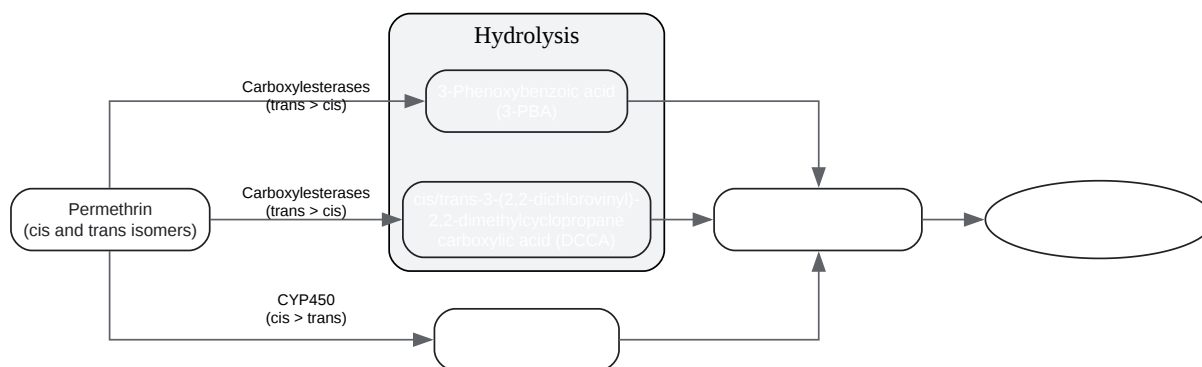 Hydrolysis
Carboxylesterases
(trans > cis)
3-Phenoxybenzoic acid
(3-PBA)
Carboxylesterases
(trans > cis)
cis/trans-3-(2,2-dichlorovinyl)-
2,2-dimethylcyclopropane
carboxylic acid (DCCA)
Permethrin
(cis and trans isomers)
CYP450
(cis > trans)